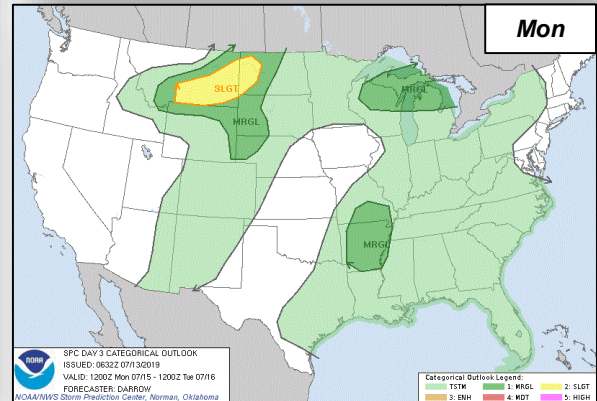 Mon
SLGT
MRGL
MRGL
MRGL
NOAA
SPC DAY 3 CATEGORICAL OUTLOOK
ISSUED: 0632Z 07/13/2019
VALID: 1200Z Mon 07/15 - 1200Z Tue 07/16
FORECASTER: DARROW
NOAA/NWS Storm Prediction Center, Norman, Oklahoma
Categorical Outlook Legend:
TSTM 1: MRGL 2: SLGT
3: ENH 4: MDT 5: HIGH